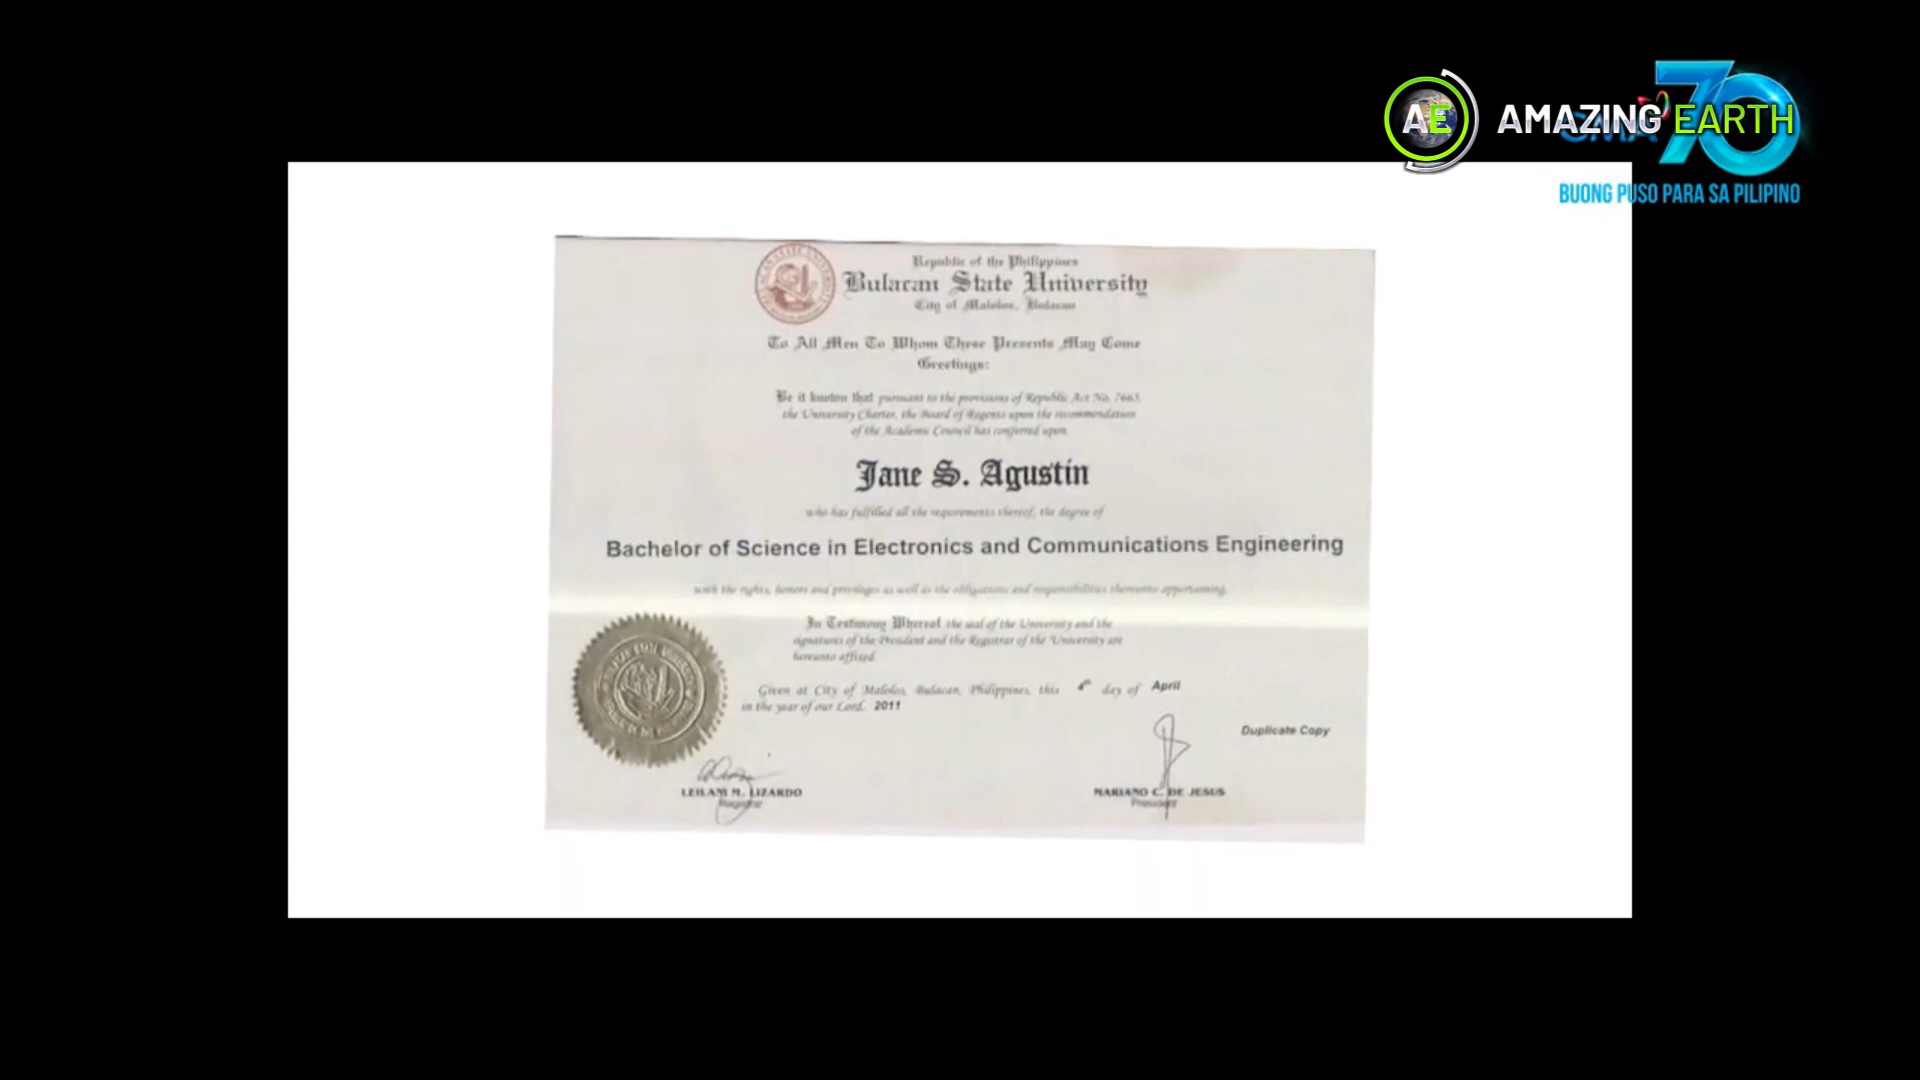 AE AMAZING EARTH
GMA 70
BUONG PUSO PARA SA PILIPINO
Republic of the Philippines
Bulacan State University
City of Malolos, Bulacan
To All Men To Whom These Presents May Come
Greetings:
Be it known that pursuant to the provisions of Republic Act No. 7665,
the University Charter, the Board of Regents upon the recommendation
of the Academic Council has conferred upon
Jane S. Agustin
who has fulfilled all the requirements thereof, the degree of
Bachelor of Science in Electronics and Communications Engineering
with the rights, honors and privileges as well as the obligations and responsibilities thereunto appertaining.
In Testimony Whereof the seal of the University and the
signatures of the President and the Registrar of the University are
hereunto affixed.
Given at City of Malolos, Bulacan, Philippines, this day of April
in the year of our Lord, 2011
Duplicate Copy
LEILANI M. LIZARDO
Registrar
MARIANO C. DE JESUS
President